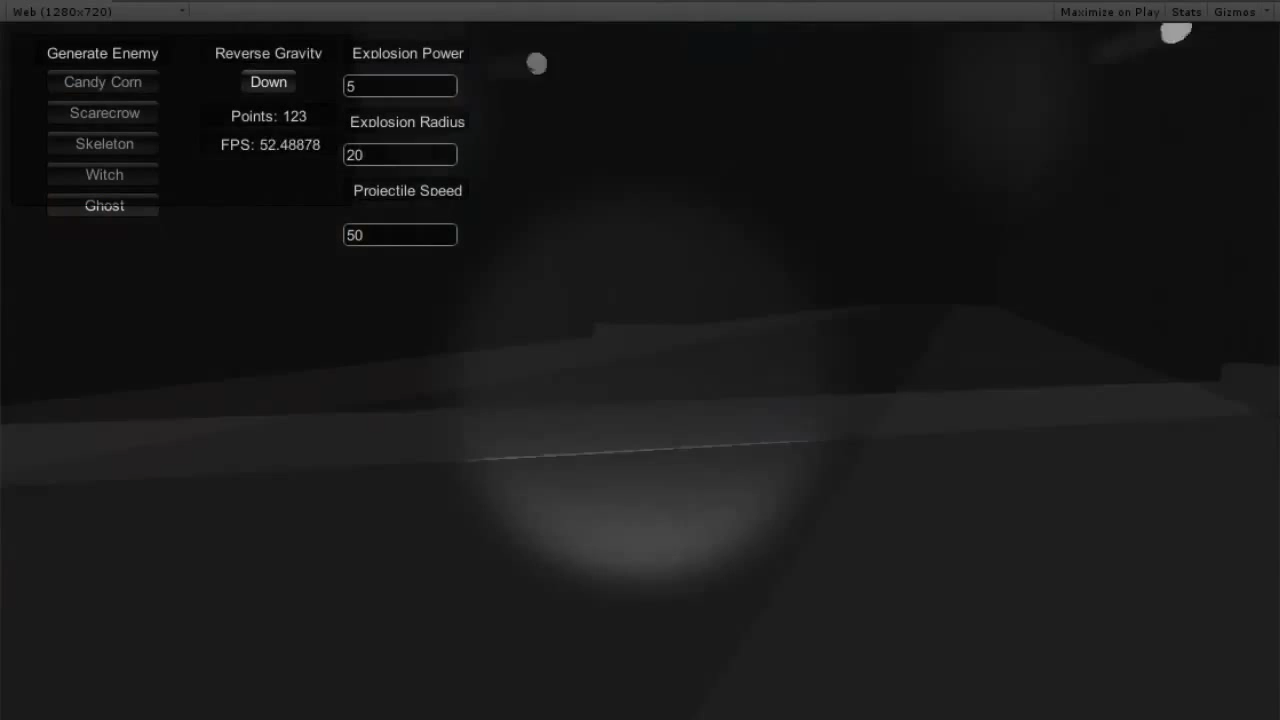 Web (1280x720)
Maximize on Play
Stats
Gizmos
Generate Enemy
Candy Corn
Scarecrow
Skeleton
Witch
Ghost
Reverse Gravity
Down
Points: 123
FPS: 52.48878
Explosion Power
5
Explosion Radius
20
Projectile Speed
50